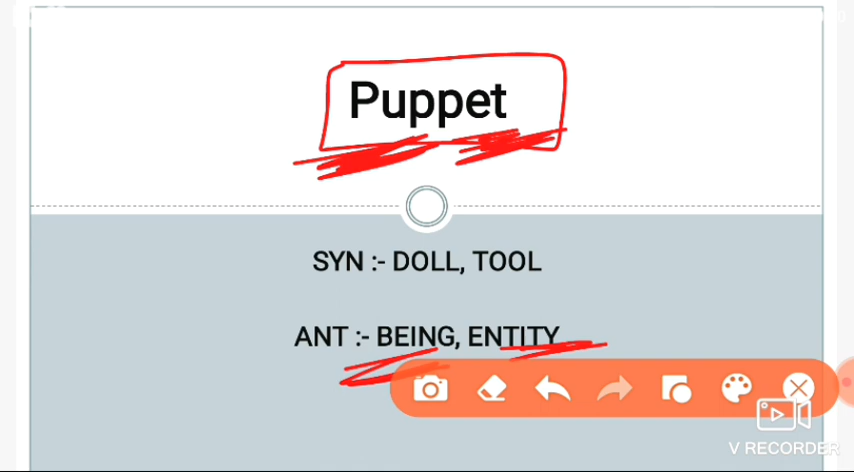 Puppet
SYN :- DOLL, TOOL
ANT :- BEING, ENTITY
V RECORDER